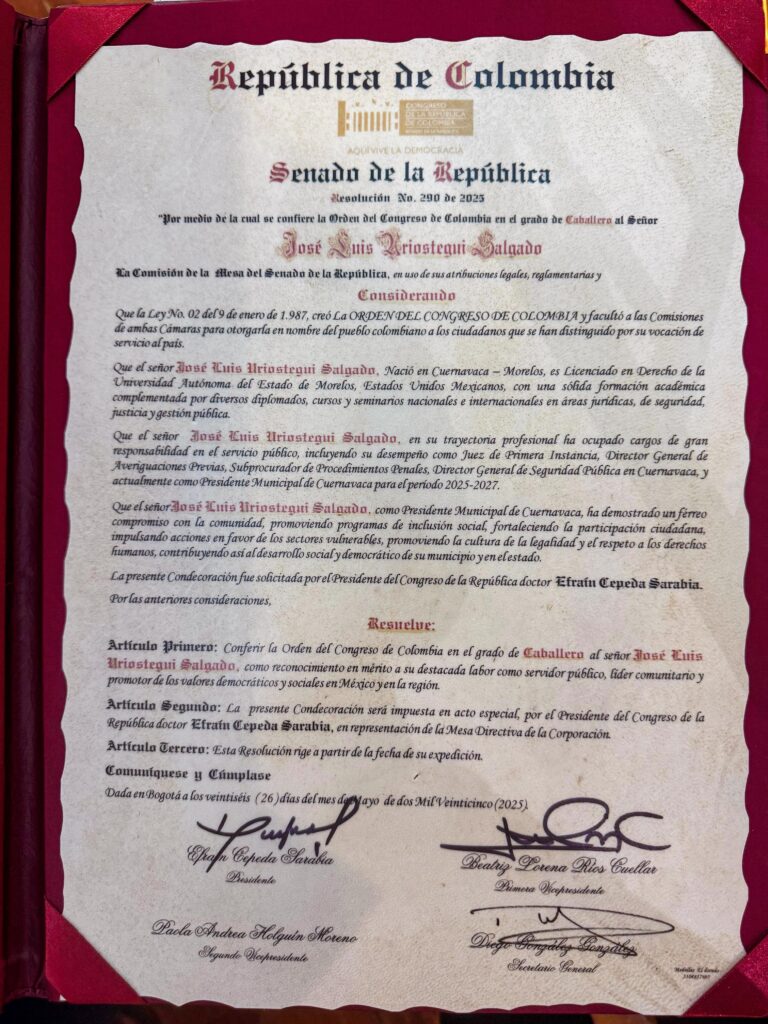 República de Colombia
CONGRESO
DE LA REPÚBLICA
DE COLOMBIA
AQUÍ VIVE LA DEMOCRACIA
Senado de la República
Resolución No. 290 de 2025
"Por medio de la cual se confiere la Orden del Congreso de Colombia en el grado de Caballero al Señor
José Luis Uriostegui Salgado
La Comisión de la Mesa del Senado de la República, en uso de sus atribuciones legales, reglamentarias y
Considerando
Que la Ley No. 02 del 9 de enero de 1.987, creó La ORDEN DEL CONGRESO DE COLOMBIA y facultó a las Comisiones
de ambas Cámaras para otorgarla en nombre del pueblo colombiano a los ciudadanos que se han distinguido por su vocación de
servicio al país.
Que el señor José Luis Uriostegui Salgado, Nació en Cuernavaca – Morelos, es Licenciado en Derecho de la
Universidad Autónoma del Estado de Morelos, Estados Unidos Mexicanos, con una sólida formación académica
complementada por diversos diplomados, cursos y seminarios nacionales e internacionales en áreas jurídicas, de seguridad,
justicia y gestión pública.
Que el señor José Luis Uriostegui Salgado, en su trayectoria profesional ha ocupado cargos de gran
responsabilidad en el servicio público, incluyendo su desempeño como Juez de Primera Instancia, Director General de
Averiguaciones Previas, Subprocurador de Procedimientos Penales, Director General de Seguridad Pública en Cuernavaca, y
actualmente como Presidente Municipal de Cuernavaca para el período 2025-2027.
Que el señor José Luis Uriostegui Salgado, como Presidente Municipal de Cuernavaca, ha demostrado un férreo
compromiso con la comunidad, promoviendo programas de inclusión social, fortaleciendo la participación ciudadana,
impulsando acciones en favor de los sectores vulnerables, promoviendo la cultura de la legalidad y el respeto a los derechos
humanos, contribuyendo así al desarrollo social y democrático de su municipio y en el estado.
La presente Condecoración fue solicitada por el Presidente del Congreso de la República doctor Efraín Cepeda Sarabia.
Por las anteriores consideraciones,
Resuelve:
Artículo Primero: Conferir la Orden del Congreso de Colombia en el grado de Caballero al señor José Luis
Uriostegui Salgado, como reconocimiento en mérito a su destacada labor como servidor público, líder comunitario y
promotor de los valores democráticos y sociales en México y en la región.
Artículo Segundo: La presente Condecoración será impuesta en acto especial, por el Presidente del Congreso de la
República doctor Efraín Cepeda Sarabia, en representación de la Mesa Directiva de la Corporación.
Artículo Tercero: Esta Resolución rige a partir de la fecha de su expedición.
Comuníquese y Cúmplase
Dada en Bogotá a los veintiséis (26) días del mes de Mayo de dos Mil Veinticinco (2025).
Efraín Cepeda Sarabia
Presidente
Beatriz Lorena Ríos Cuellar
Primera Vicepresidente
Paola Andrea Holguín Moreno
Segundo Vicepresidente
Diego González González
Secretario General